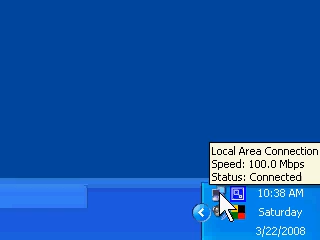 Local Area Connection
Speed: 100.0 Mbps
Status: Connected
10:38 AM
Saturday
3/22/2008